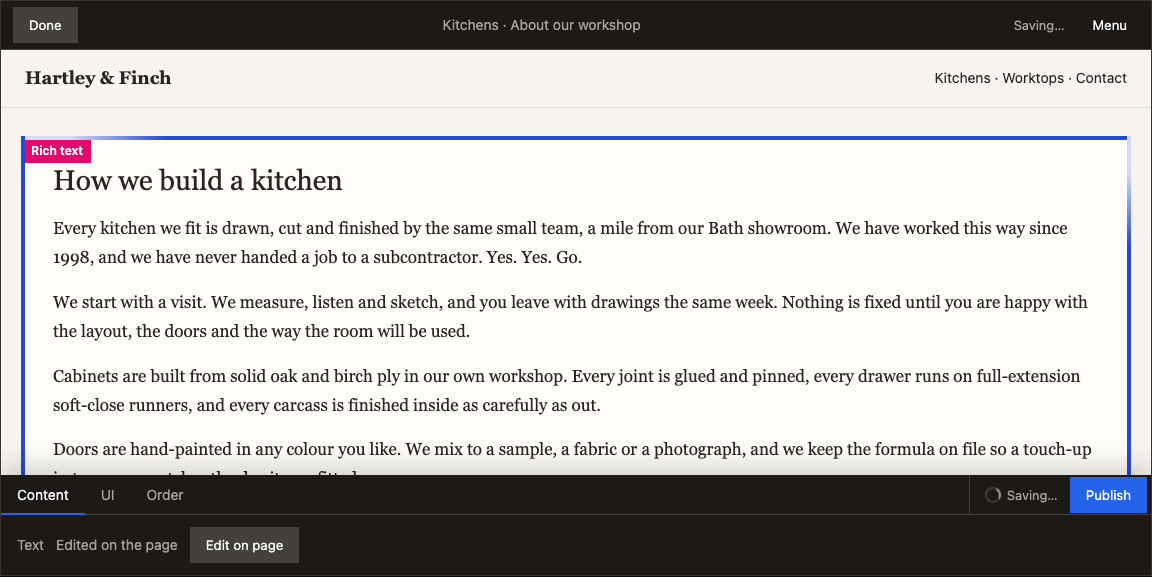 Done
Kitchens · About our workshop
Saving...
Menu
Hartley & Finch
Kitchens · Worktops · Contact
Rich text
How we build a kitchen
Every kitchen we fit is drawn, cut and finished by the same small team, a mile from our Bath showroom. We have worked this way since
1998, and we have never handed a job to a subcontractor. Yes. Yes. Go.
We start with a visit. We measure, listen and sketch, and you leave with drawings the same week. Nothing is fixed until you are happy with
the layout, the doors and the way the room will be used.
Cabinets are built from solid oak and birch ply in our own workshop. Every joint is glued and pinned, every drawer runs on full-extension
soft-close runners, and every carcass is finished inside as carefully as out.
Doors are hand-painted in any colour you like. We mix to a sample, a fabric or a photograph, and we keep the formula on file so a touch-up
Content
UI
Order
Saving...
Publish
Text
Edited on the page
Edit on page